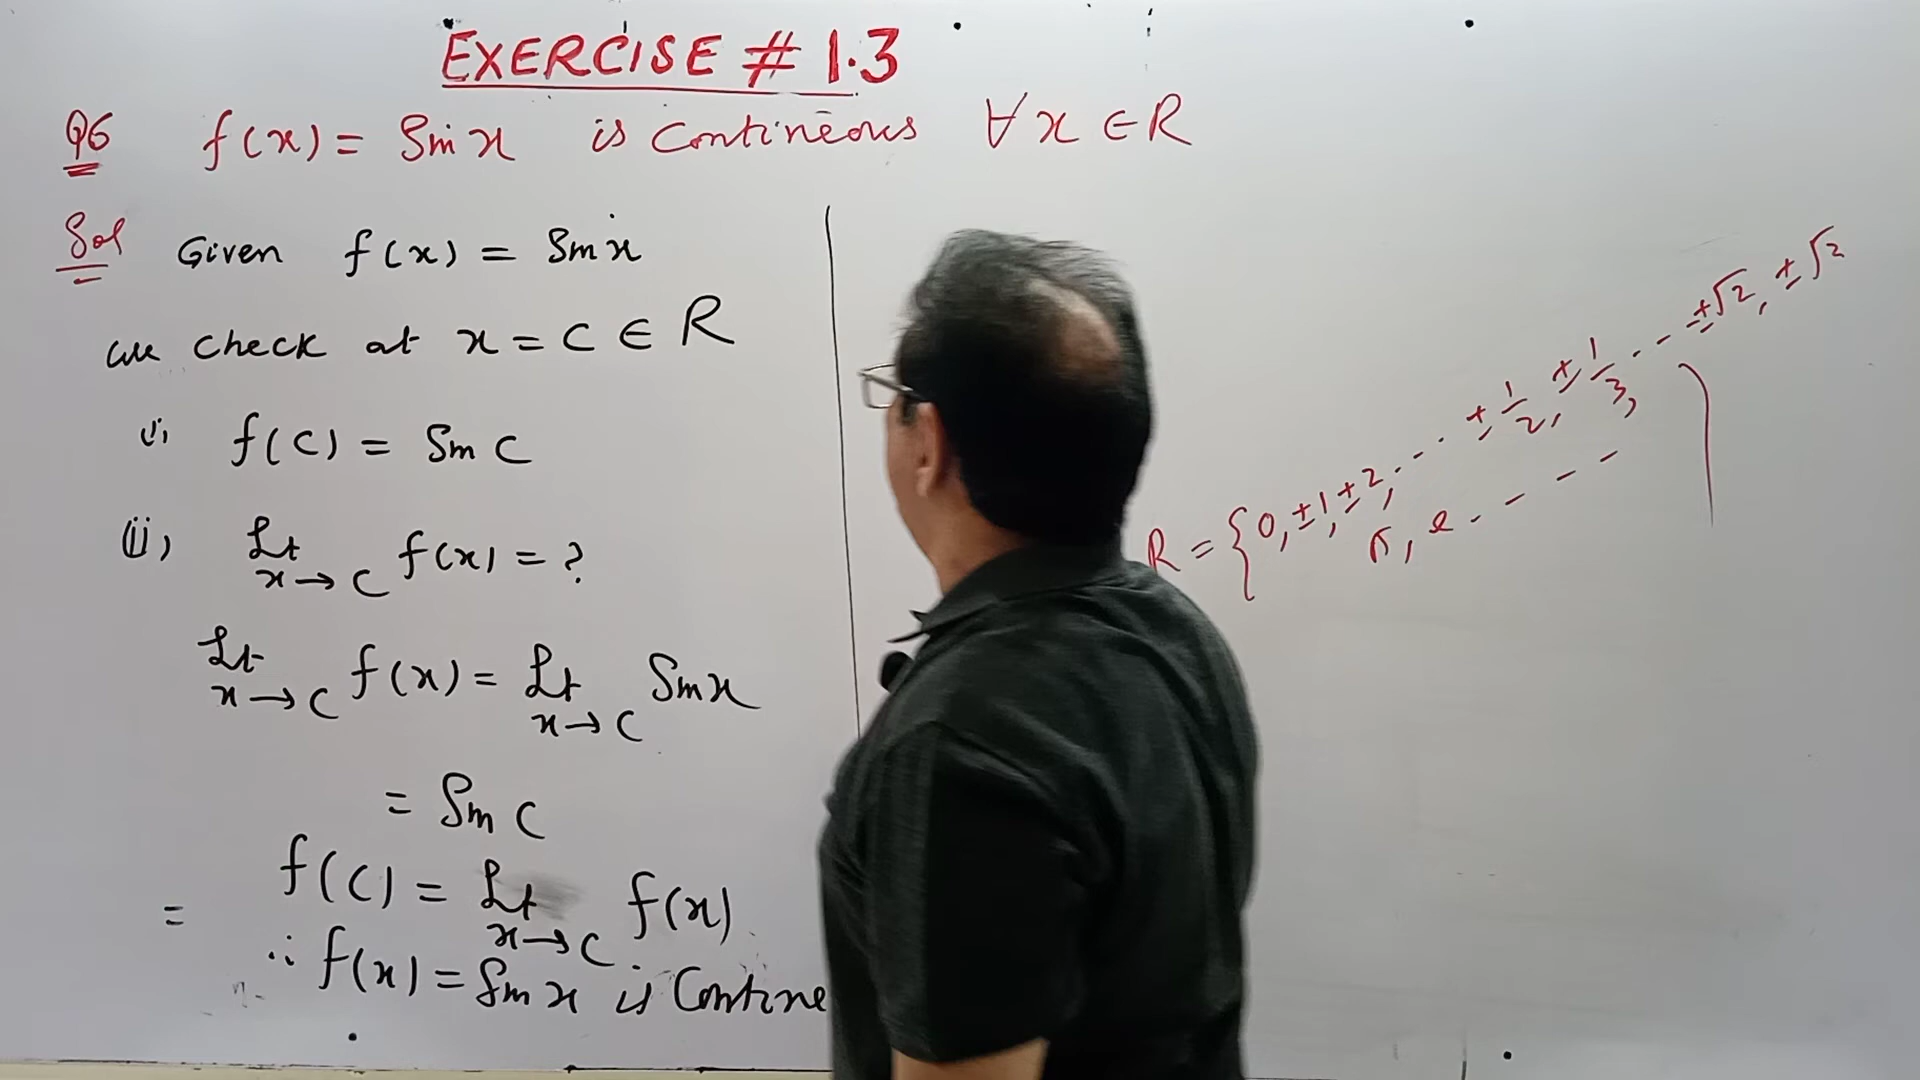 EXERCISE # 1.3
Q6 f(x) = Sin x is Contineous ∀ x ∈ R
Sol Given f(x) = Sin x
we check at x = C ∈ R
(i) f(C) = Sin C
(ii) Lt x→C f(x) = ?
Lt x→C f(x) = Lt x→C Sin x
= Sin C
= f(C) = Lt x→C f(x)
∴ f(x) = Sin x is Contine
R = {0, ±1, ±2, ... ± 1/2, ± 1/3, . - - ±√2, ±√2
π, e . - - - -